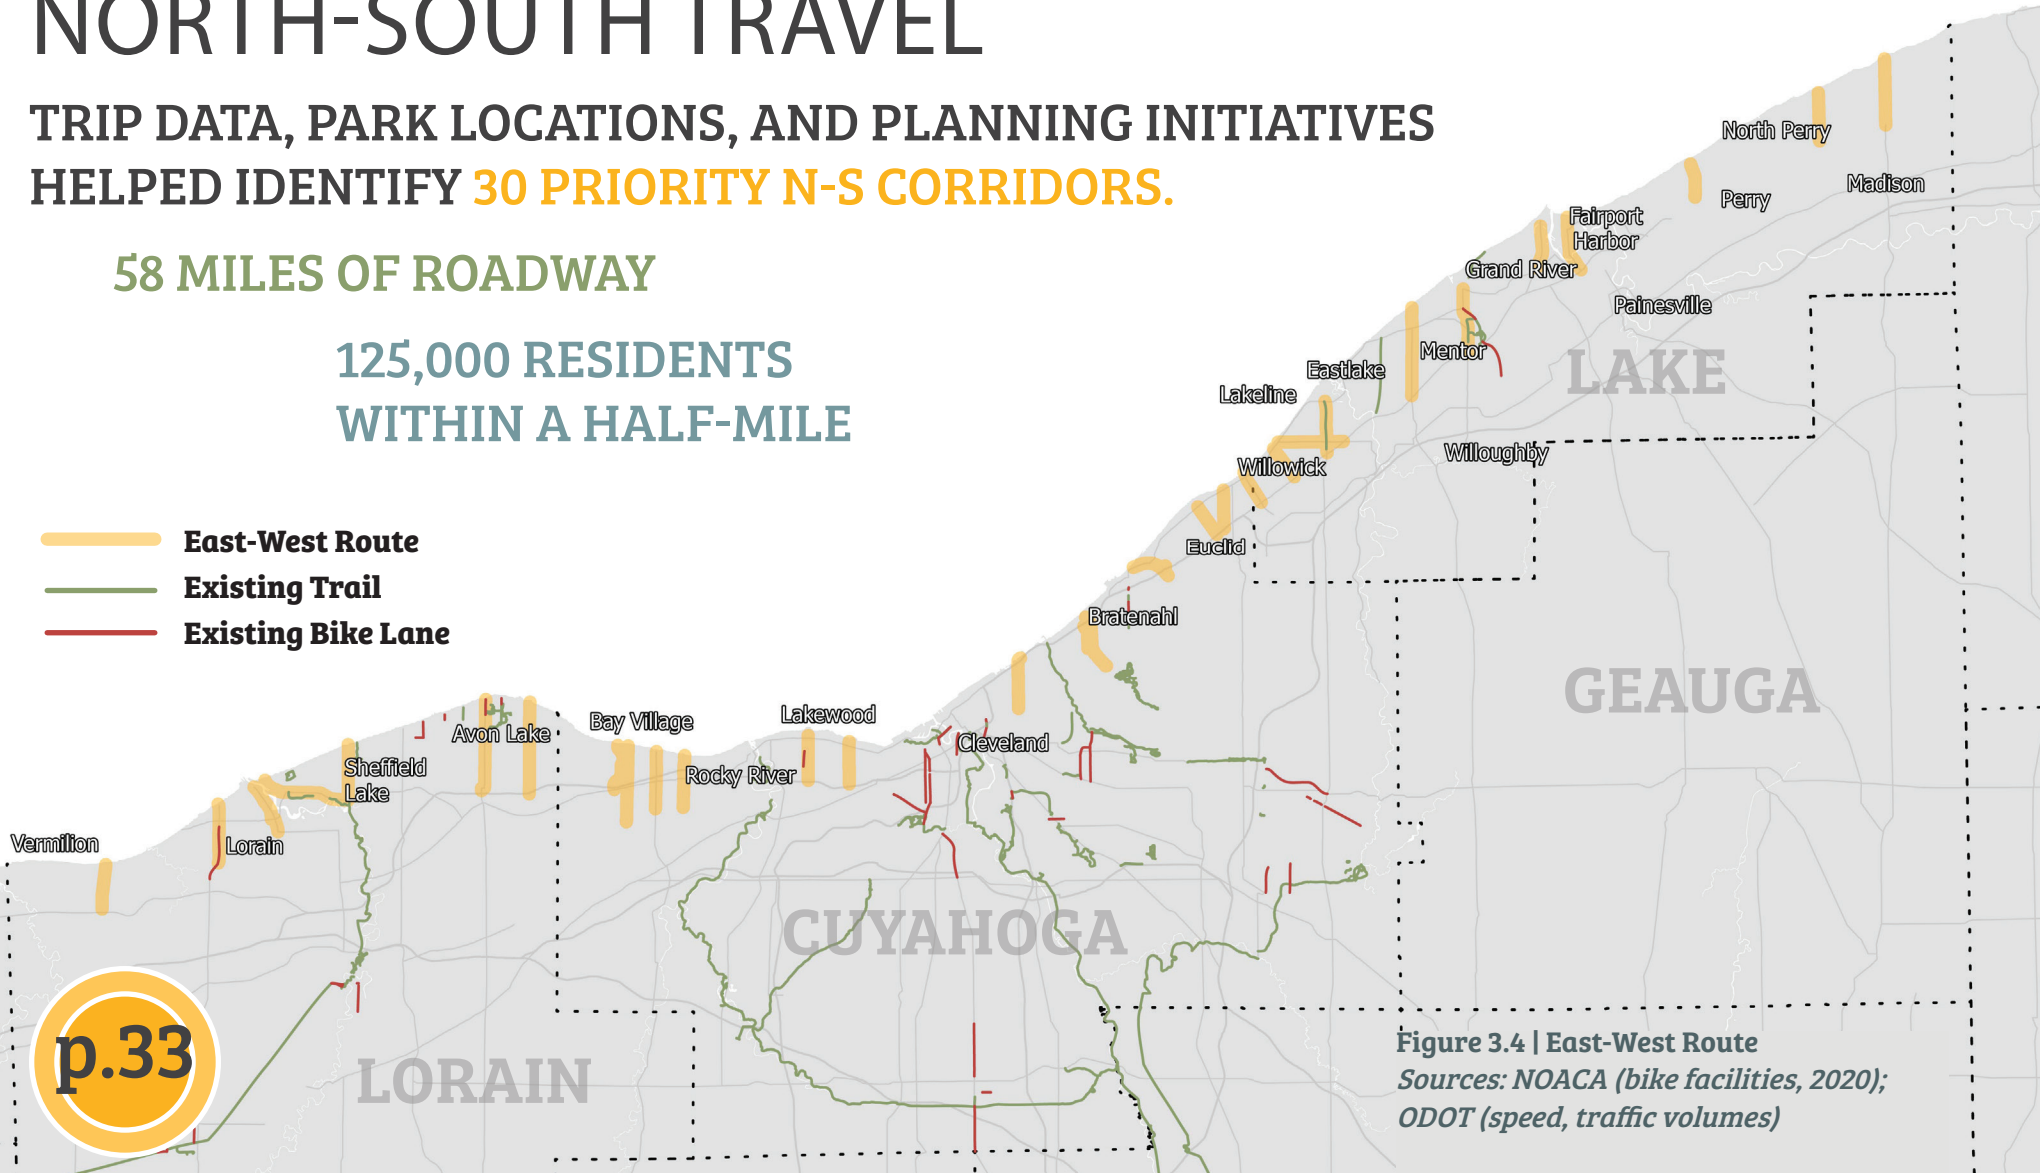 NORTH-SOUTH TRAVEL
TRIP DATA, PARK LOCATIONS, AND PLANNING INITIATIVES
HELPED IDENTIFY 30 PRIORITY N-S CORRIDORS.
58 MILES OF ROADWAY
125,000 RESIDENTS
WITHIN A HALF-MILE
East-West Route
Existing Trail
Existing Bike Lane
North Perry
Madison
Perry
Fairport
Harbor
Grand River
Painesville
Mentor
LAKE
Eastlake
Lakeline
Willoughby
Willowick
Euclid
Bratenahl
GEAUGA
Lakewood
Bay Village
Avon Lake
Cleveland
Rocky River
Sheffield
Lake
Vermilion
Lorain
CUYAHOGA
LORAIN
p.33
Figure 3.4 | East-West Route
Sources: NOACA (bike facilities, 2020);
ODOT (speed, traffic volumes)